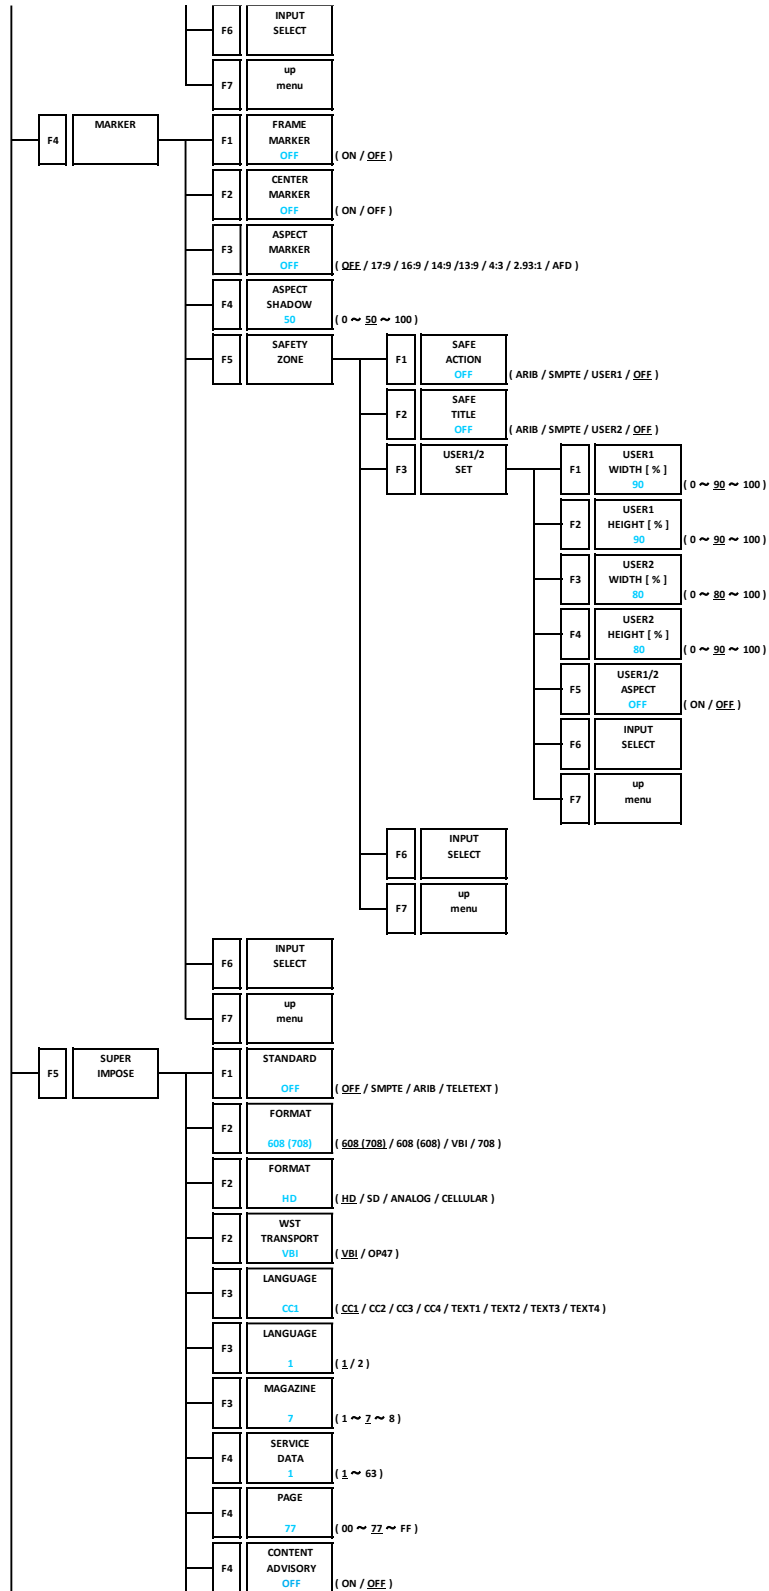 F6
INPUT
SELECT
F7
up
menu
F4
MARKER
F1
FRAME
MARKER
OFF
( ON / OFF )
F2
CENTER
MARKER
OFF
( ON / OFF )
F3
ASPECT
MARKER
OFF
( OFF / 17:9 / 16:9 / 14:9 /13:9 / 4:3 / 2.93:1 / AFD )
F4
ASPECT
SHADOW
50
( 0 ~ 50 ~ 100 )
F5
SAFETY
ZONE
F1
SAFE
ACTION
OFF
( ARIB / SMPTE / USER1 / OFF )
F2
SAFE
TITLE
OFF
( ARIB / SMPTE / USER2 / OFF )
F3
USER1/2
SET
F1
USER1
WIDTH [ % ]
90
( 0 ~ 90 ~ 100 )
F2
USER1
HEIGHT [ % ]
90
( 0 ~ 90 ~ 100 )
F3
USER2
WIDTH [ % ]
80
( 0 ~ 80 ~ 100 )
F4
USER2
HEIGHT [ % ]
80
( 0 ~ 90 ~ 100 )
F5
USER1/2
ASPECT
OFF
( ON / OFF )
F6
INPUT
SELECT
F7
up
menu
F6
INPUT
SELECT
F7
up
menu
F6
INPUT
SELECT
F7
up
menu
F5
SUPER
IMPOSE
F1
STANDARD
OFF
( OFF / SMPTE / ARIB / TELETEXT )
F2
FORMAT
608 (708)
( 608 (708) / 608 (608) / VBI / 708 )
F2
FORMAT
HD
( HD / SD / ANALOG / CELLULAR )
F2
WST
TRANSPORT
VBI
( VBI / OP47 )
F3
LANGUAGE
CC1
( CC1 / CC2 / CC3 / CC4 / TEXT1 / TEXT2 / TEXT3 / TEXT4 )
F3
LANGUAGE
1
( 1 / 2 )
F3
MAGAZINE
7
( 1 ~ 7 ~ 8 )
F4
SERVICE
DATA
1
( 1 ~ 63 )
F4
PAGE
77
( 00 ~ 77 ~ FF )
F4
CONTENT
ADVISORY
OFF
( ON / OFF )